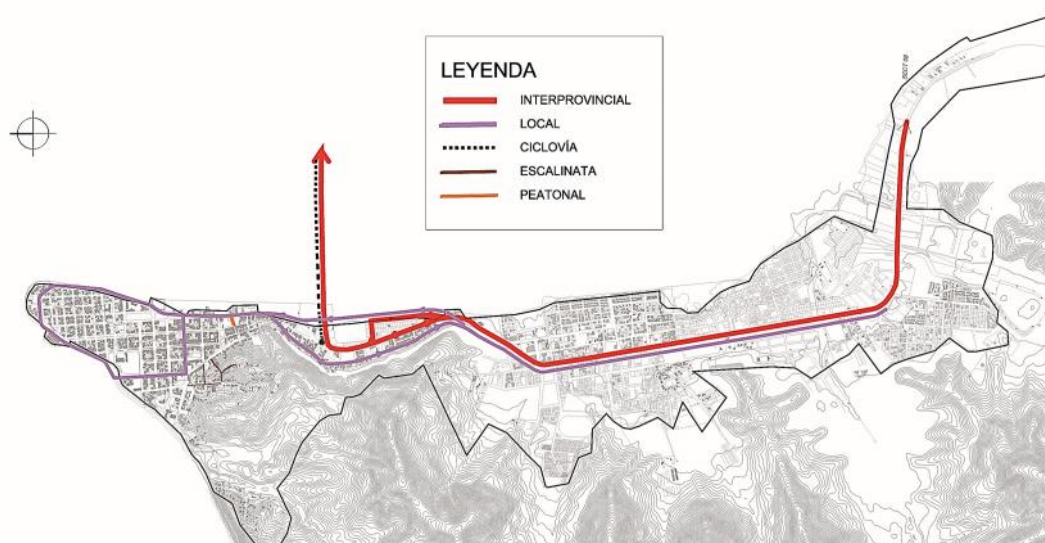 LEYENDA
INTERPROVINCIAL
LOCAL
CICLOVÍA
ESCALINATA
PEATONAL